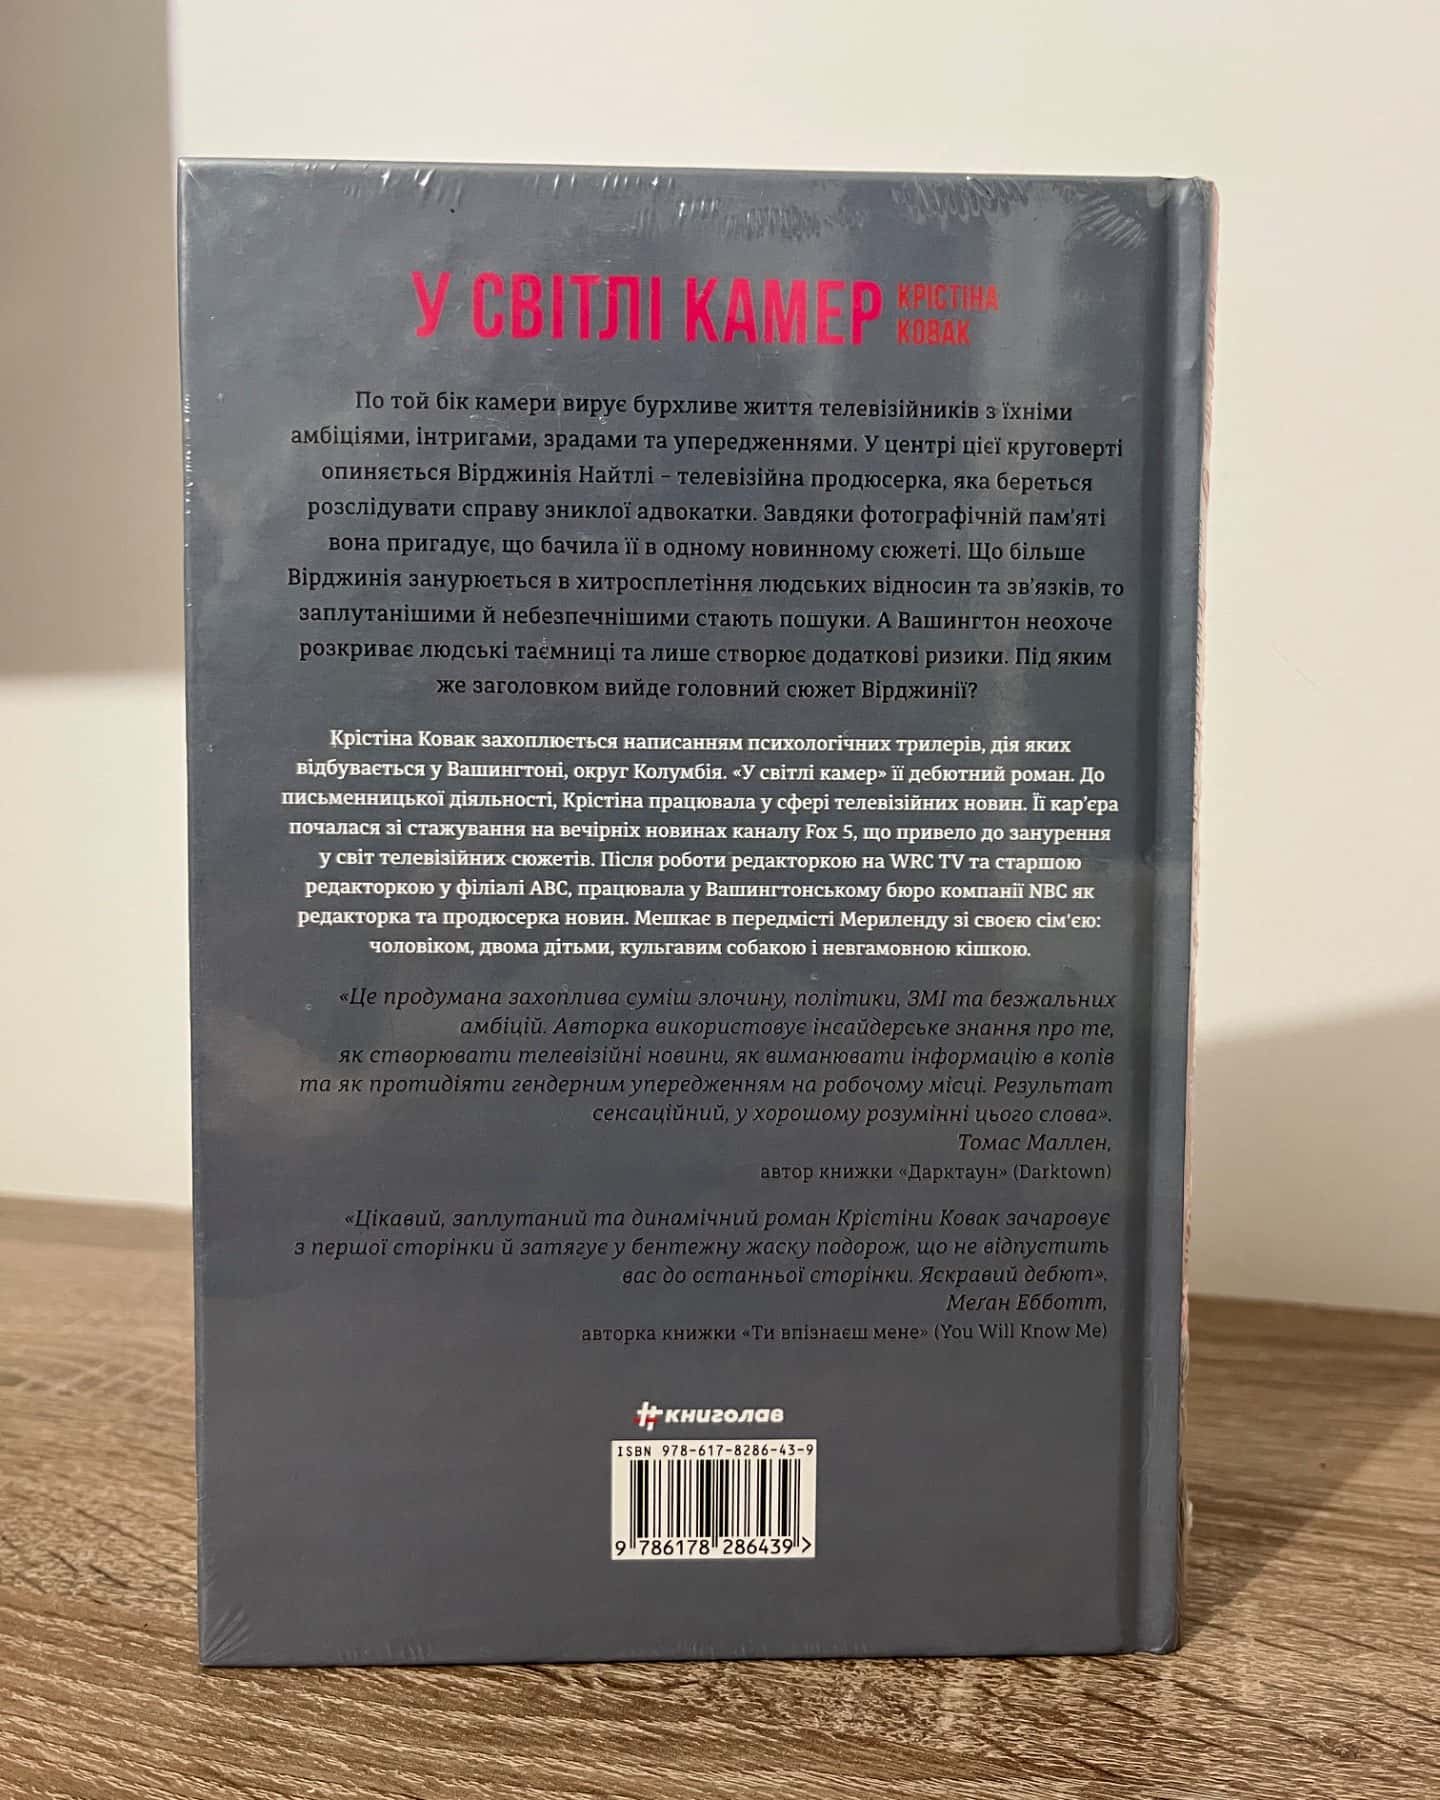 У СВІТЛІ КАМЕР
КРІСТІНА
КОВАК
По той бік камери вирує бурхливе життя телевізійників з їхніми
амбіціями, інтригами, зрадами та упередженнями. У центрі цієї круговерті
опиняється Вірджинія Найтлі – телевізійна продюсерка, яка береться
розслідувати справу зниклої адвокатки. Завдяки фотографічній пам'яті
вона пригадує, що бачила її в одному новинному сюжеті. Що більше
Вірджинія занурюється в хитросплетіння людських відносин та зв'язків, то
заплутанішими й небезпечнішими стають пошуки. А Вашингтон неохоче
розкриває людські таємниці та лише створює додаткові ризики. Під яким
же заголовком вийде головний сюжет Вірджинії?
Крістіна Ковак захоплюється написанням психологічних трилерів, дія яких
відбувається у Вашингтоні, округ Колумбія. «У світлі камер» її дебютний роман. До
письменницької діяльності, Крістіна працювала у сфері телевізійних новин. Її кар'єра
почалася зі стажування на вечірніх новинах каналу Fox 5, що привело до занурення
у світ телевізійних сюжетів. Після роботи редакторкою на WRC TV та старшою
редакторкою у філіалі ABC, працювала у Вашингтонському бюро компанії NBC як
редакторка та продюсерка новин. Мешкає в передмісті Мериленду зі своєю сім'єю:
чоловіком, двома дітьми, кульгавим собакою і невгамовною кішкою.
«Це продумана захоплива суміш злочину, політики, ЗМІ та безжальних
амбіцій. Авторка використовує інсайдерське знання про те,
як створювати телевізійні новини, як виманювати інформацію в копів
та як протидіяти гендерним упередженням на робочому місці. Результат
сенсаційний, у хорошому розумінні цього слова».
Томас Маллен,
автор книжки «Дарктаун» (Darktown)
«Цікавий, заплутаний та динамічний роман Крістіни Ковак зачаровує
з першої сторінки й затягує у бентежну жаску подорож, що не відпустить
вас до останньої сторінки. Яскравий дебют».
Меґан Ебботт,
авторка книжки «Ти впізнаєш мене» (You Will Know Me)
#книголав
ISBN 978-617-8286-43-9
9 786178 286439 >